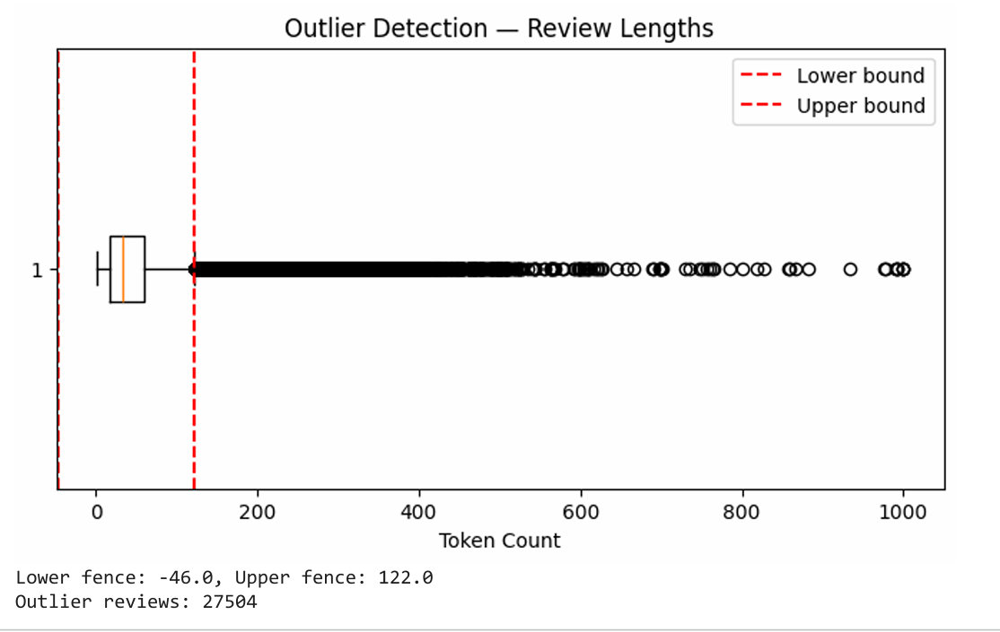 Outlier Detection — Review Lengths
Lower bound
Upper bound
1
0 200 400 600 800 1000
Token Count
Lower fence: -46.0, Upper fence: 122.0
Outlier reviews: 27504